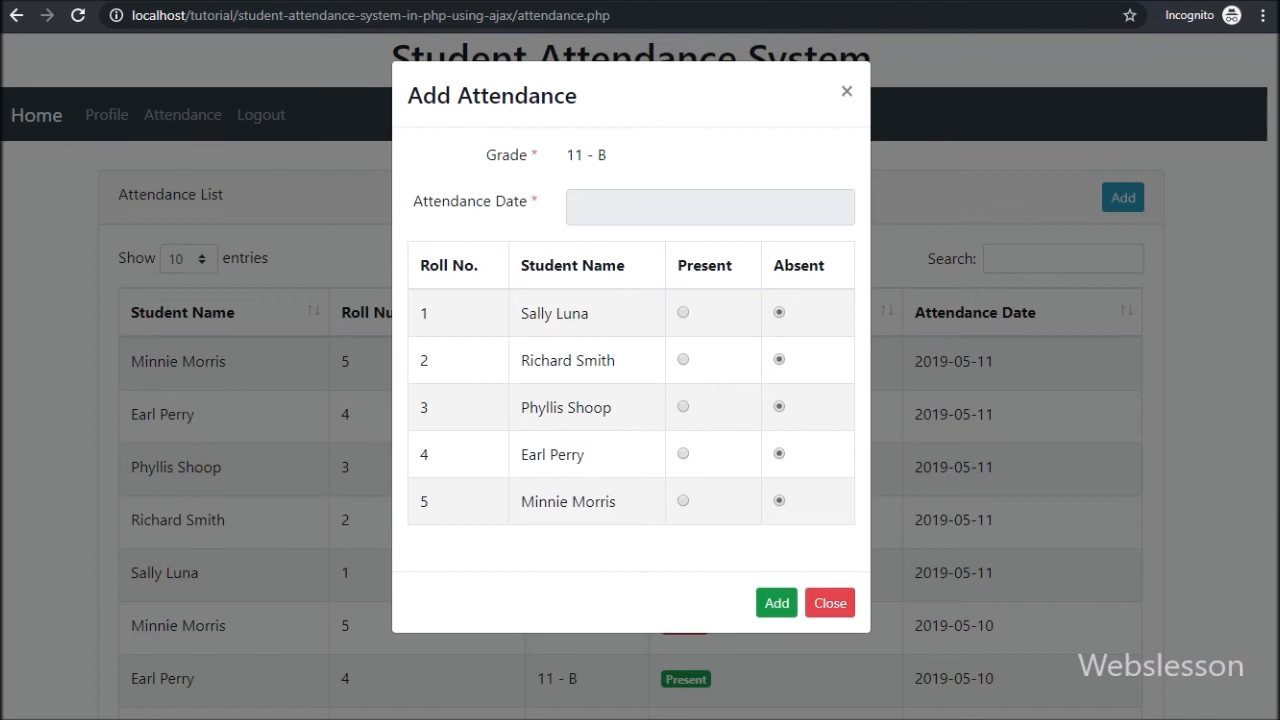 localhost/tutorial/student-attendance-system-in-php-using-ajax/attendance.php
Incognito
Student Attendance System
Home Profile Attendance Logout
Attendance List
Add
Show 10 entries
Search:
Student Name Roll Nu Attendance Date
Minnie Morris 5 2019-05-11
Earl Perry 4 2019-05-11
Phyllis Shoop 3 2019-05-11
Richard Smith 2 2019-05-11
Sally Luna 1 2019-05-11
Minnie Morris 5 2019-05-10
Earl Perry 4 11 - B Present 2019-05-10
Add Attendance ×
Grade * 11 - B
Attendance Date *
Roll No. Student Name Present Absent
1 Sally Luna
2 Richard Smith
3 Phyllis Shoop
4 Earl Perry
5 Minnie Morris
Add Close
Webslesson